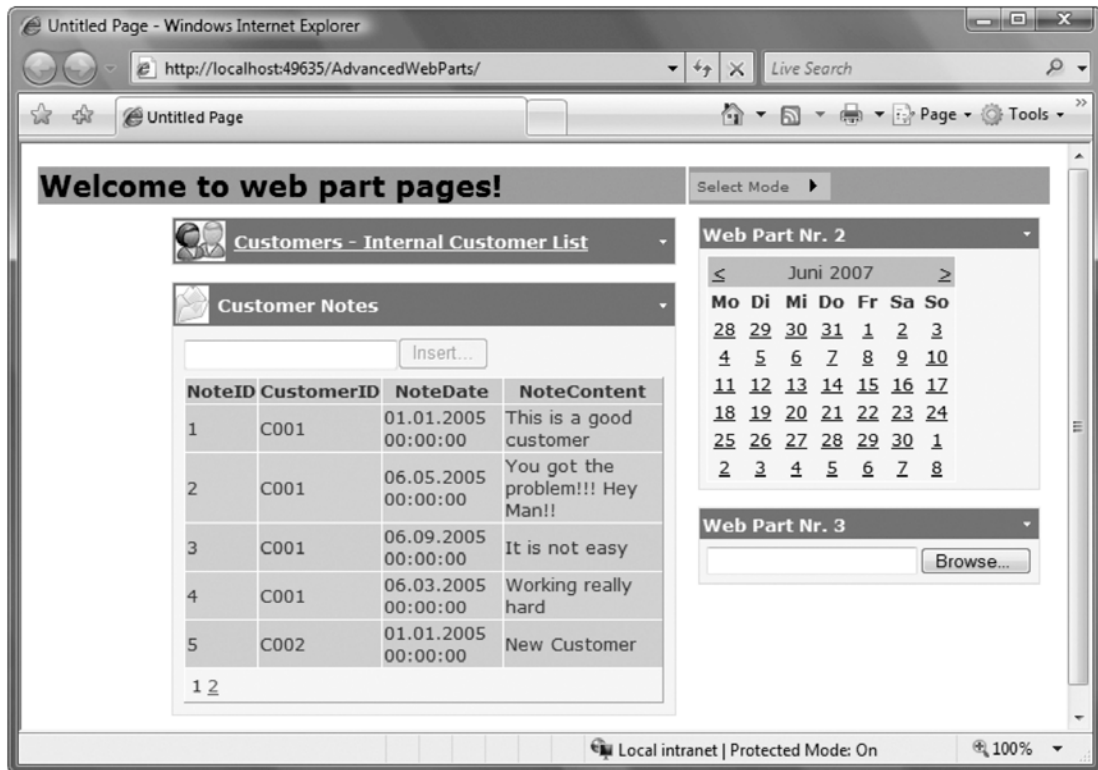 Untitled Page - Windows Internet Explorer
http://localhost:49635/AdvancedWebParts/
Live Search
Untitled Page
Page
Tools
Welcome to web part pages!
Select Mode
Customers - Internal Customer List
Customer Notes
Insert...
NoteID CustomerID NoteDate NoteContent
1 C001 01.01.2005 00:00:00 This is a good customer
2 C001 06.05.2005 00:00:00 You got the problem!!! Hey Man!!
3 C001 06.09.2005 00:00:00 It is not easy
4 C001 06.03.2005 00:00:00 Working really hard
5 C002 01.01.2005 00:00:00 New Customer
1 2
Web Part Nr. 2
< Juni 2007 >
Mo Di Mi Do Fr Sa So
28 29 30 31 1 2 3
4 5 6 7 8 9 10
11 12 13 14 15 16 17
18 19 20 21 22 23 24
25 26 27 28 29 30 1
2 3 4 5 6 7 8
Web Part Nr. 3
Browse...
Local intranet | Protected Mode: On
100%